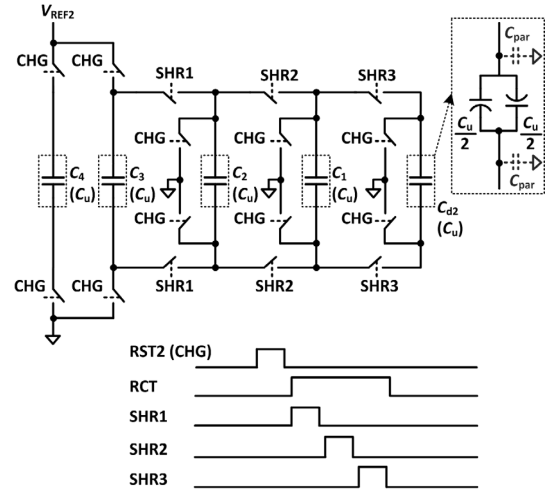 VREF2
CHG
CHG
SHR1
SHR2
SHR3
Cpar
CHG
CHG
CHG
Cu
2
Cu
2
C4
(Cu)
C3
(Cu)
C2
(Cu)
C1
(Cu)
Cpar
Cd2
(Cu)
CHG
CHG
CHG
CHG
CHG
SHR1
SHR2
SHR3
RST2 (CHG)
RCT
SHR1
SHR2
SHR3